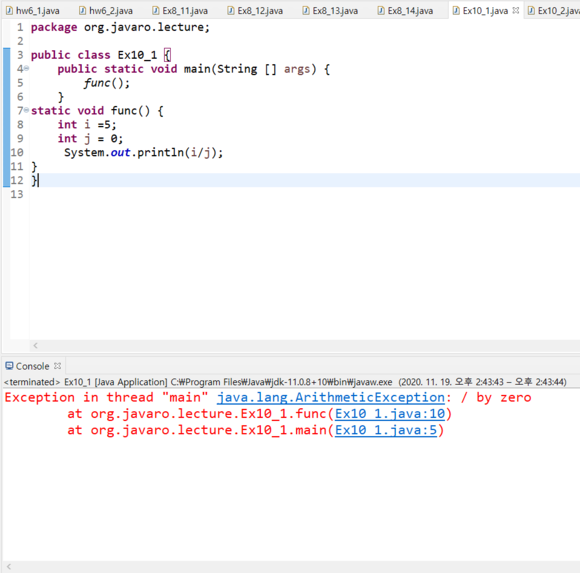 hw6_1.java hw6_2.java Ex8_11.java Ex8_12.java Ex8_13.java Ex8_14.java Ex10_1.java Ex10_2.java
1 package org.javaro.lecture;
2
3 public class Ex10_1 {
4 public static void main(String [] args) {
5 func();
6 }
7 static void func() {
8 int i =5;
9 int j = 0;
10 System.out.println(i/j);
11 }
12 }
13
Console
<terminated> Ex10_1 [Java Application] C:₩Program Files₩Java₩jdk-11.0.8+10₩bin₩javaw.exe (2020. 11. 19. 오후 2:43:43 – 오후 2:43:44)
Exception in thread "main" java.lang.ArithmeticException: / by zero
at org.javaro.lecture.Ex10_1.func(Ex10_1.java:10)
at org.javaro.lecture.Ex10_1.main(Ex10_1.java:5)